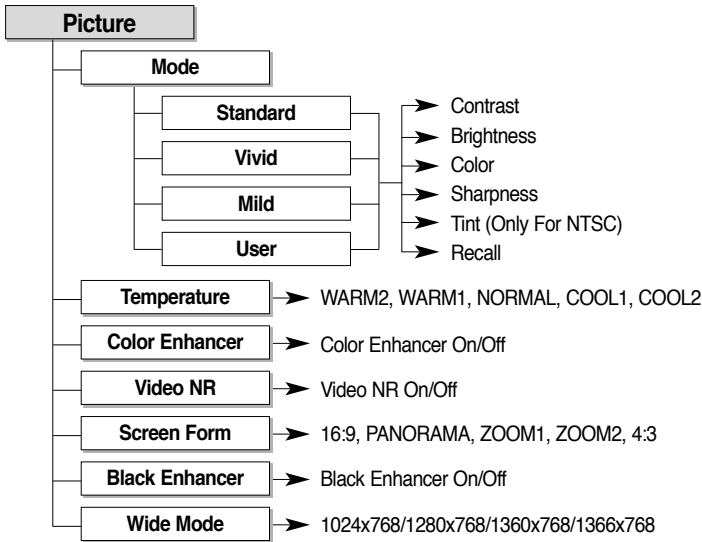 Picture
Mode
Standard
Vivid
Mild
User
Contrast
Brightness
Color
Sharpness
Tint (Only For NTSC)
Recall
Temperature
WARM2, WARM1, NORMAL, COOL1, COOL2
Color Enhancer
Color Enhancer On/Off
Video NR
Video NR On/Off
Screen Form
16:9, PANORAMA, ZOOM1, ZOOM2, 4:3
Black Enhancer
Black Enhancer On/Off
Wide Mode
1024x768/1280x768/1360x768/1366x768